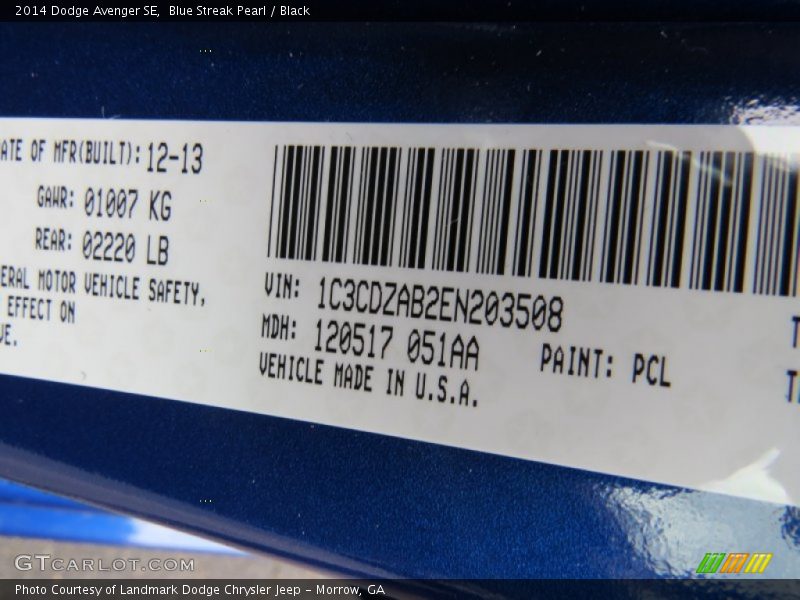 2014 Dodge Avenger SE,  Blue Streak Pearl / Black
ATE OF MFR(BUILT): 12-13
GAWR: 01007 KG
REAR: 02220 LB
ERAL MOTOR VEHICLE SAFETY,
EFFECT ON
VE.
VIN: 1C3CDZAB2EN203508
MDH: 120517 051AA
PAINT: PCL
VEHICLE MADE IN U.S.A.
GTCARLOT.COM
Photo Courtesy of Landmark Dodge Chrysler Jeep - Morrow, GA